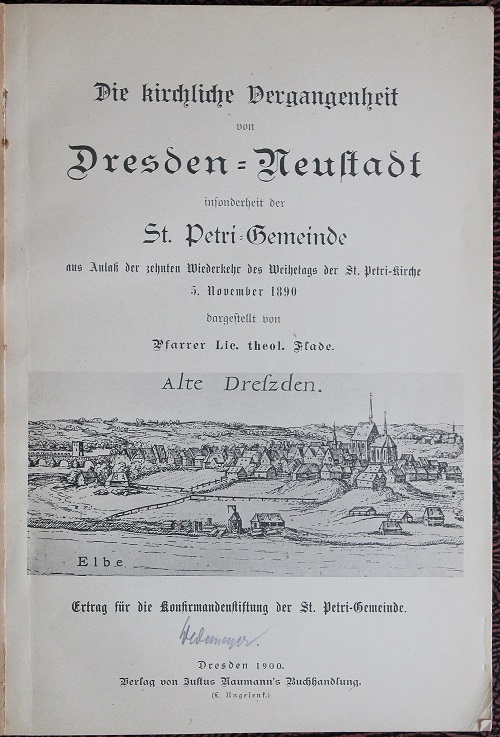 Die kirchliche Vergangenheit
von
Dresden-Neustadt
insonderheit der
St. Petri-Gemeinde
aus Anlaß der zehnten Wiederkehr des Weihetags der St. Petri-Kirche
5. November 1890
dargestellt von
Pfarrer Lic. theol. Flade.
Alte Dreszden.
Elbe
Ertrag für die Konfirmandenstiftung der St. Petri-Gemeinde.
Dresden 1900.
Verlag von Justus Naumann's Buchhandlung.
(L. Ungelenk.)